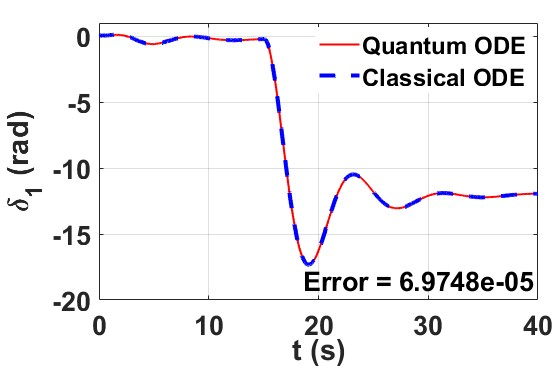 0
-5
-10
-15
-20
δ1 (rad)
Quantum ODE
Classical ODE
Error = 6.9748e-05
0 10 20 30 40
t (s)